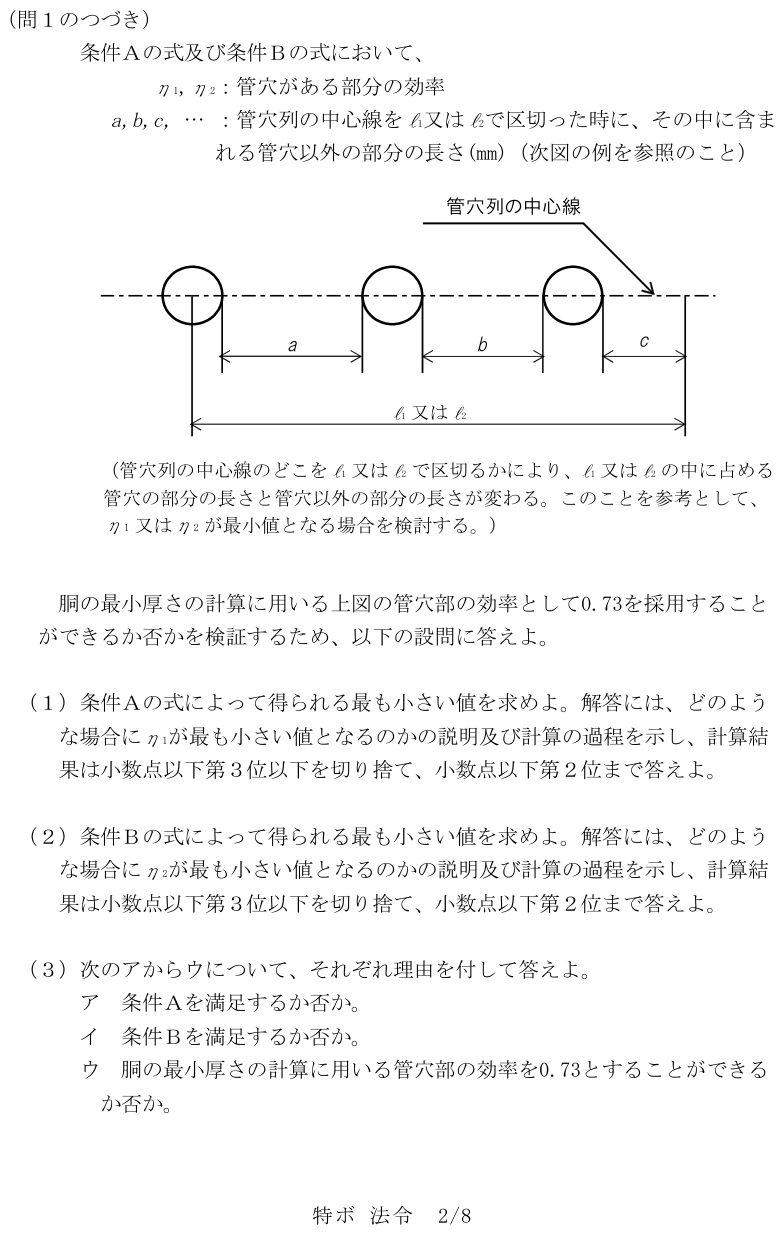 （問１のつづき）
条件Ａの式及び条件Ｂの式において、
η₁, η₂：管穴がある部分の効率
a, b, c, … ：管穴列の中心線をℓ₁又はℓ₂で区切った時に、その中に含ま
れる管穴以外の部分の長さ(㎜)（次図の例を参照のこと）
管穴列の中心線
a
b
c
ℓ₁ 又は ℓ₂
（管穴列の中心線のどこを ℓ₁ 又は ℓ₂ で区切るかにより、ℓ₁ 又は ℓ₂ の中に占める
管穴の部分の長さと管穴以外の部分の長さが変わる。このことを参考として、
η₁ 又は η₂ が最小値となる場合を検討する。）
胴の最小厚さの計算に用いる上図の管穴部の効率として0.73を採用すること
ができるか否かを検証するため、以下の設問に答えよ。
（１）条件Ａの式によって得られる最も小さい値を求めよ。解答には、どのよう
な場合にη₁が最も小さい値となるのかの説明及び計算の過程を示し、計算結
果は小数点以下第３位以下を切り捨て、小数点以下第２位まで答えよ。
（２）条件Ｂの式によって得られる最も小さい値を求めよ。解答には、どのよう
な場合にη₂が最も小さい値となるのかの説明及び計算の過程を示し、計算結
果は小数点以下第３位以下を切り捨て、小数点以下第２位まで答えよ。
（３）次のアからウについて、それぞれ理由を付して答えよ。
ア　条件Ａを満足するか否か。
イ　条件Ｂを満足するか否か。
ウ　胴の最小厚さの計算に用いる管穴部の効率を0.73とすることができる
か否か。
特ボ 法令　2/8